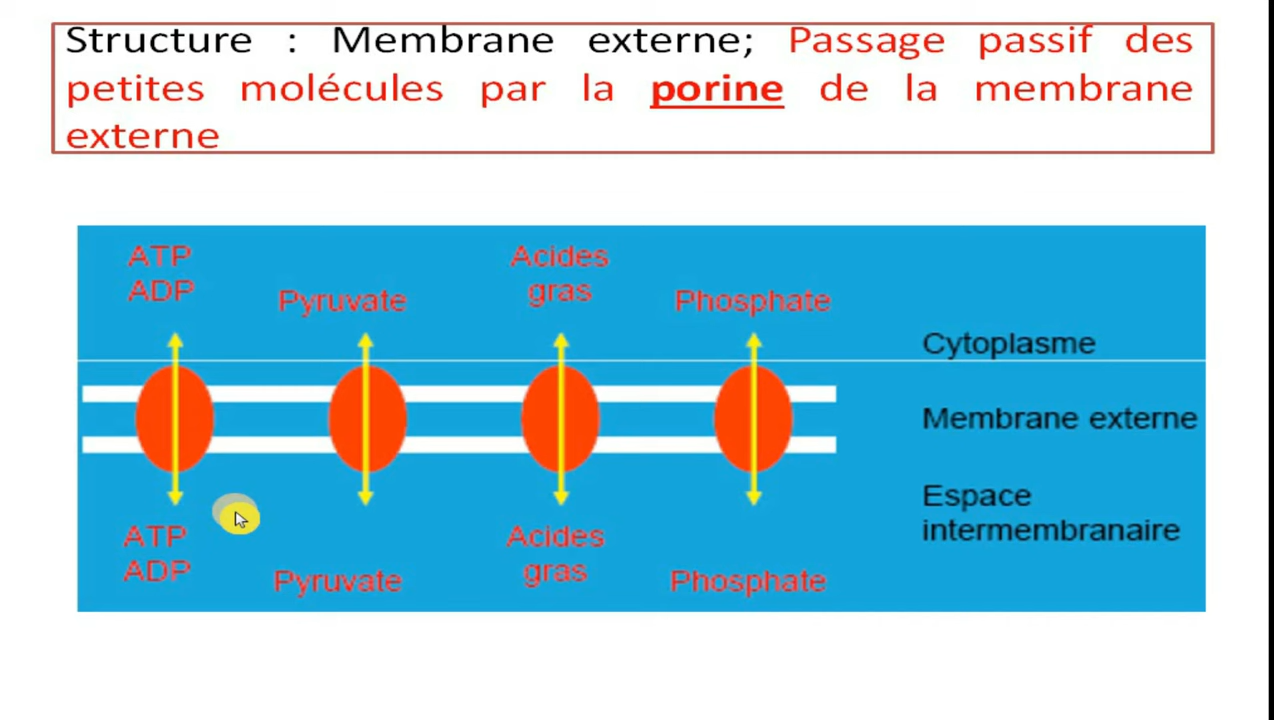 Structure : Membrane externe; Passage passif des
petites molécules par la porine de la membrane
externe
ATP
ADP
Pyruvate
Acides
gras
Phosphate
Cytoplasme
Membrane externe
Espace
intermembranaire
ATP
ADP
Pyruvate
Acides
gras
Phosphate